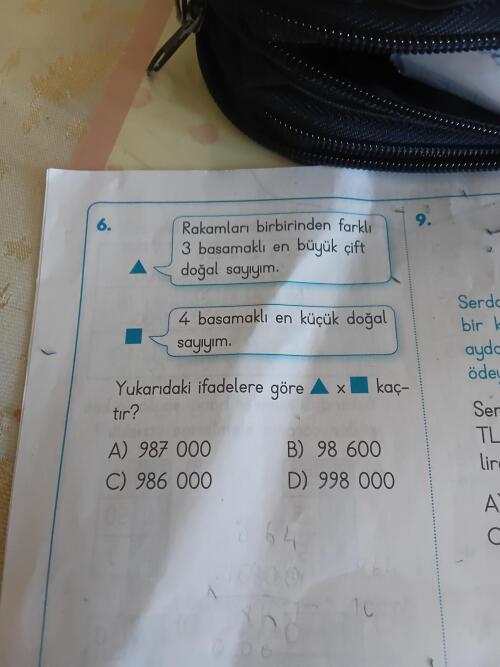 6.
Rakamları birbirinden farklı
3 basamaklı en büyük çift
doğal sayıyım.
4 basamaklı en küçük doğal
sayıyım.
Yukarıdaki ifadelere göre ▲ x ■ kaç-
tır?
A) 987 000 B) 98 600
C) 986 000 D) 998 000
9.
Serda
bir k
ayda
ödey
Ser
TL
lira
A
C